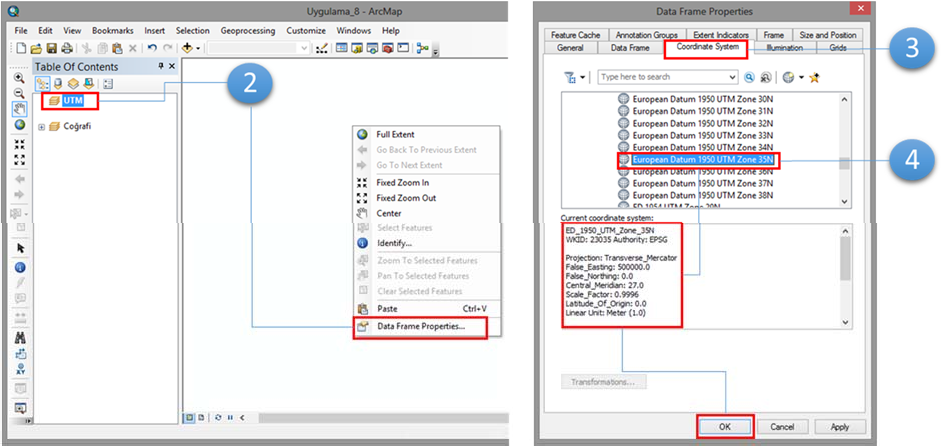 Uygulama_8 - ArcMap
File Edit View Bookmarks Insert Selection Geoprocessing Customize Windows Help
Table Of Contents
UTM
Coğrafi
2
Full Extent
Go Back To Previous Extent
Go To Next Extent
Fixed Zoom In
Fixed Zoom Out
Center
Select Features
Identify...
Zoom To Selected Features
Pan To Selected Features
Clear Selected Features
Paste Ctrl+V
Data Frame Properties...
Data Frame Properties
Feature Cache Annotation Groups Extent Indicators Frame Size and Position
General Data Frame Coordinate System Illumination Grids
3
Type here to search
European Datum 1950 UTM Zone 30N
European Datum 1950 UTM Zone 31N
European Datum 1950 UTM Zone 32N
European Datum 1950 UTM Zone 33N
European Datum 1950 UTM Zone 34N
European Datum 1950 UTM Zone 35N
4
European Datum 1950 UTM Zone 36N
European Datum 1950 UTM Zone 37N
European Datum 1950 UTM Zone 38N
Current coordinate system:
ED_1950_UTM_Zone_35N
WKID: 23035 Authority: EPSG
Projection: Transverse_Mercator
False_Easting: 500000.0
False_Northing: 0.0
Central_Meridian: 27.0
Scale_Factor: 0.9996
Latitude_Of_Origin: 0.0
Linear Unit: Meter (1.0)
Transformations...
OK Cancel Apply